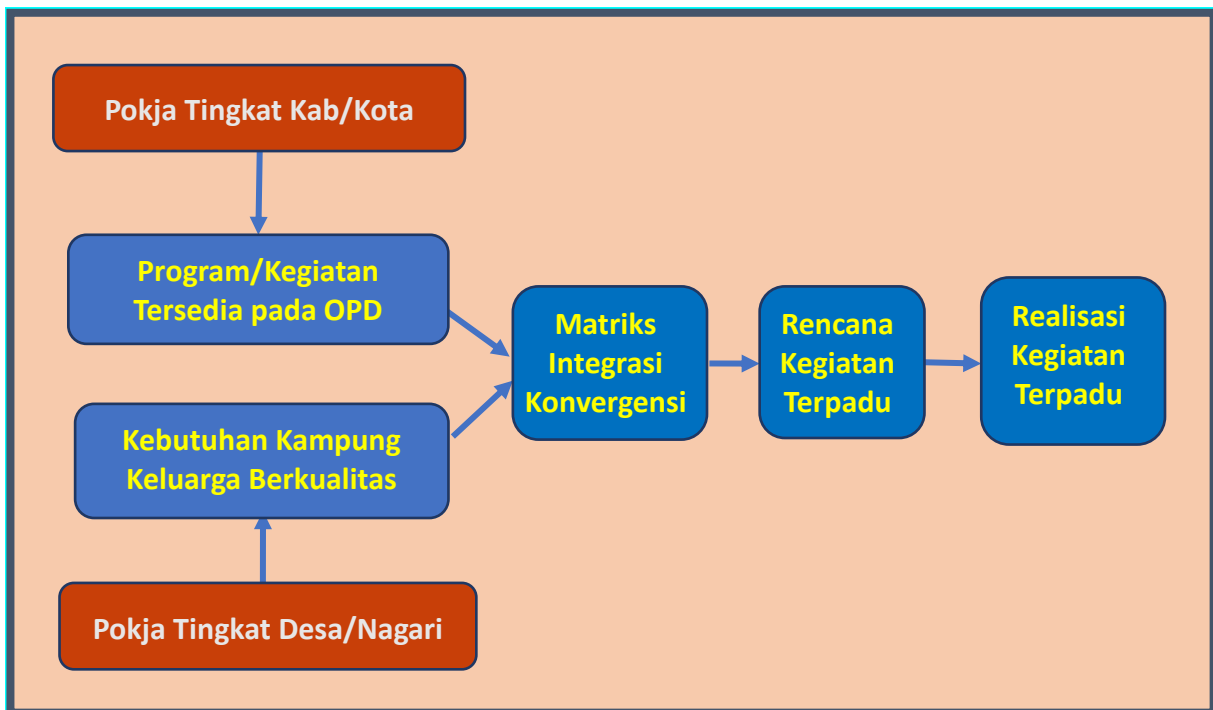 Pokja Tingkat Kab/Kota
Program/Kegiatan
Tersedia pada OPD
Kebutuhan Kampung
Keluarga Berkualitas
Pokja Tingkat Desa/Nagari
Matriks
Integrasi
Konvergensi
Rencana
Kegiatan
Terpadu
Realisasi
Kegiatan
Terpadu